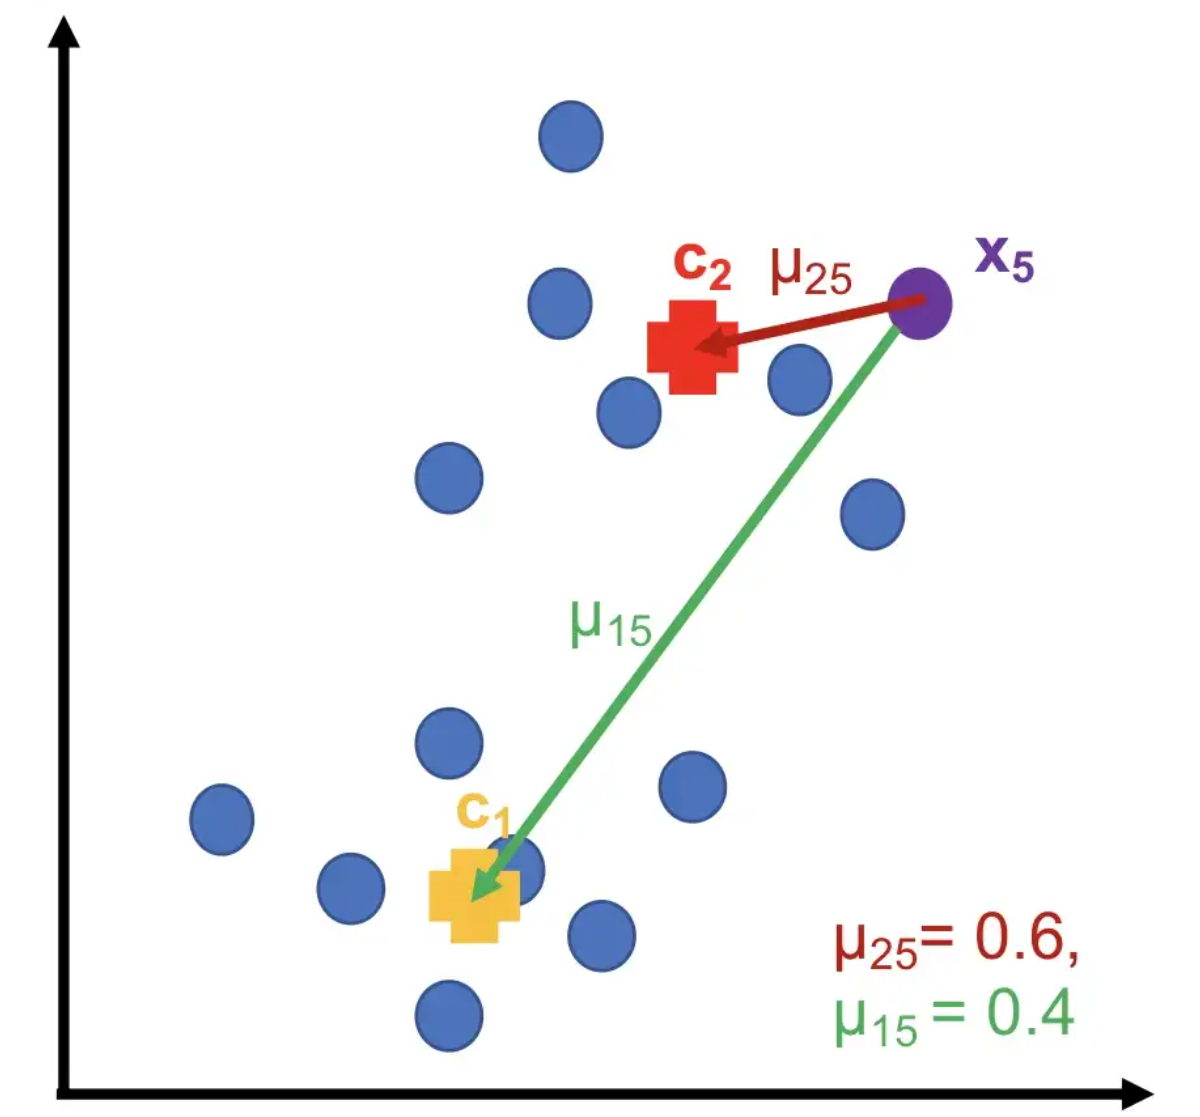 x₅
c₂ μ₂₅
μ₁₅
c₁
μ₂₅= 0.6,
μ₁₅ = 0.4